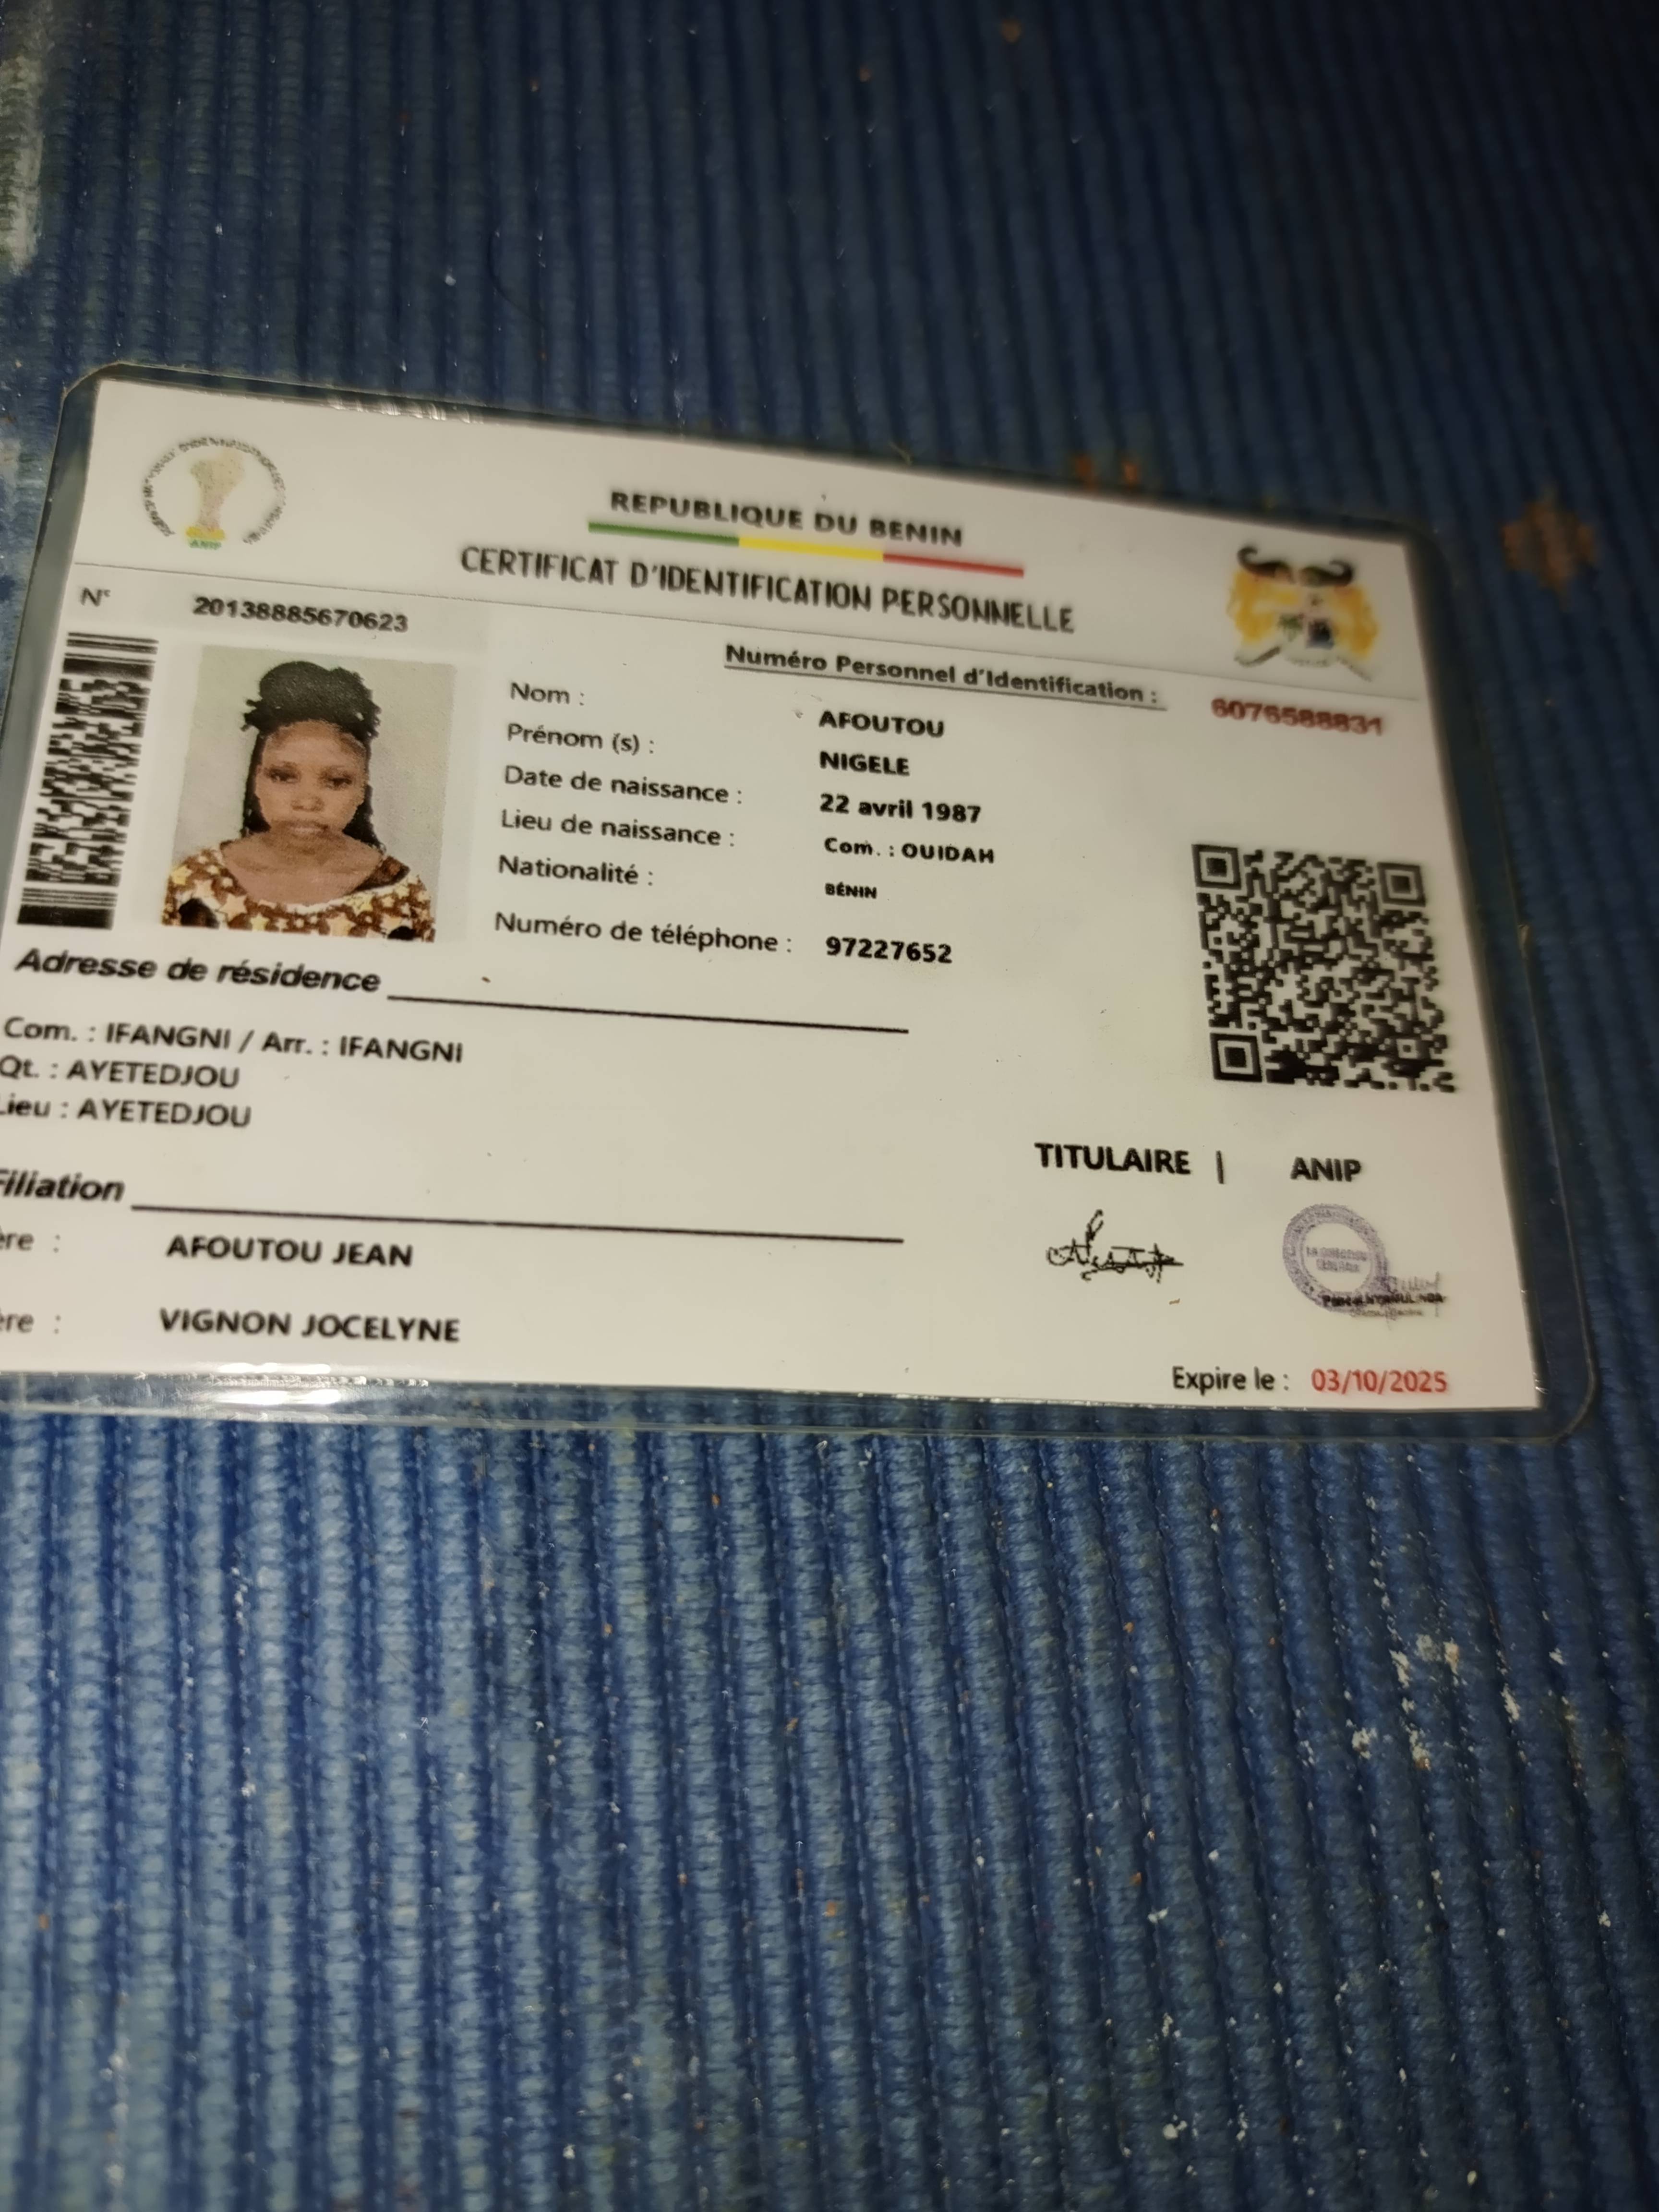 REPUBLIQUE DU BENIN
CERTIFICAT D'IDENTIFICATION PERSONNELLE
ANIP
N° 20138885670623
Numéro Personnel d'Identification : 6076588831
Nom : AFOUTOU
Prénom (s) : NIGELE
Date de naissance : 22 avril 1987
Lieu de naissance : Com. : OUIDAH
Nationalité : BÉNIN
Numéro de téléphone : 97227652
Adresse de résidence
Com. : IFANGNI / Arr. : IFANGNI
Qt. : AYETEDJOU
Lieu : AYETEDJOU
TITULAIRE | ANIP
Filiation
ère : AFOUTOU JEAN
ère : VIGNON JOCELYNE
Expire le : 03/10/2025